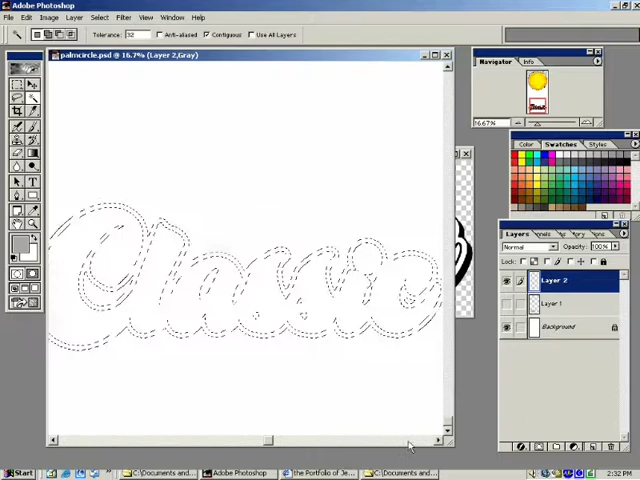 Adobe Photoshop
File Edit Image Layer Select Filter View Window Help
Tolerance: 32 Anti-aliased Contiguous Use All Layers
palmcircle.psd @ 16.7% (Layer 2,Gray)
Navigator Info
16.67%
Color Swatches Styles
Layers
Normal Opacity: 100%
Lock:
Layer 2
Layer 1
Background
Classic
Start C:\Documents and... Adobe Photoshop the Portfolio of Je... C:\Documents and... 2:32 PM